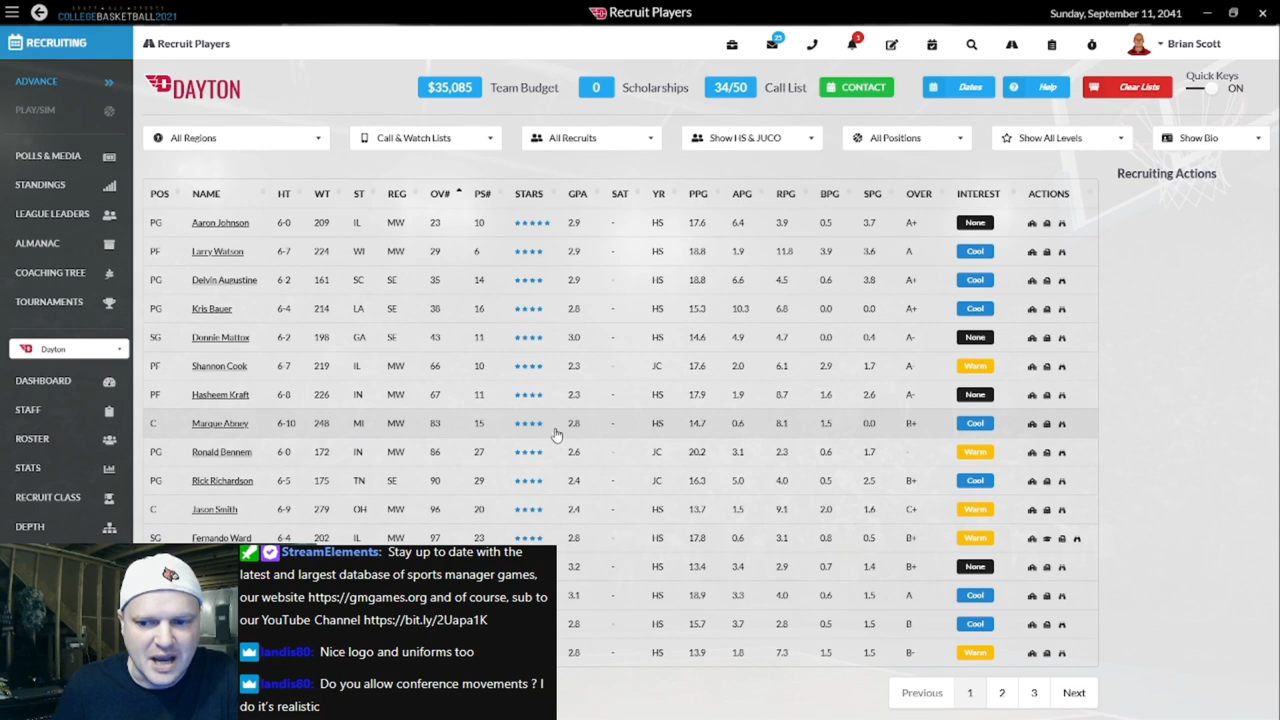 DRAFT DAY SPORTS
COLLEGEBASKETBALL2021
Recruit Players
Sunday, September 11, 2041
RECRUITING
Recruit Players
25
1
Brian Scott
ADVANCE
PLAY/SIM
POLLS & MEDIA
STANDINGS
LEAGUE LEADERS
ALMANAC
COACHING TREE
TOURNAMENTS
Dayton
DASHBOARD
STAFF
ROSTER
STATS
RECRUIT CLASS
DEPTH
DAYTON
$35,085 Team Budget 0 Scholarships 34/50 Call List CONTACT Dates Help Clear Lists
Quick Keys
ON
All Regions Call & Watch Lists All Recruits Show HS & JUCO All Positions Show All Levels Show Bio
Recruiting Actions
POS NAME HT WT ST REG OV# PS# STARS GPA SAT YR PPG APG RPG BPG SPG OVER INTEREST ACTIONS
PG Aaron Johnson 6-0 209 IL MW 23 10 ★★★★★ 2.9 - HS 17.6 6.4 3.9 0.5 3.7 A+ None
PF Larry Watson 6-7 224 WI MW 29 6 ★★★★ 2.9 - HS 18.8 1.9 11.8 3.9 3.6 A Cool
PG Delvin Augustine 6-2 161 SC SE 35 14 ★★★★ 2.9 - HS 18.8 6.6 4.5 0.6 3.8 A+ Cool
PG Kris Bauer 6-4 214 LA SE 38 16 ★★★★ 2.8 - HS 10.3 6.8 0.0 0.0 A+ Cool
SG Donnie Mattox 6-2 198 GA SE 43 11 ★★★★ 3.0 - HS 4.9 4.7 0.0 0.4 A- None
PF Shannon Cook 6-7 219 IL MW 66 10 ★★★★ 2.3 - JC 17.6 2.0 6.1 2.9 1.7 A- Warm
PF Hasheem Kraft 6-8 226 IN MW 67 11 ★★★★ 2.3 - HS 17.9 1.9 8.7 1.6 2.6 A- None
C Marque Abney 6-10 248 MI MW 83 15 ★★★★ 2.8 - HS 14.7 0.6 8.1 1.5 0.0 B+ Cool
PG Ronald Bennem 6-0 172 IN MW 86 27 ★★★★ 2.6 - JC 20.2 3.1 2.3 0.6 1.7 - Warm
PG Rick Richardson 6-5 175 TN SE 90 29 ★★★★ 2.4 - JC 16.3 5.0 4.0 0.5 2.5 B+ Cool
C Jason Smith 6-9 279 OH MW 96 20 ★★★★ 2.4 - HS 1.5 9.1 2.0 1.6 C+ Warm
SG Fernando Ward 6-4 202 IL MW 97 23 ★★★★ - HS 17.8 0.6 3.1 0.8 0.5 B+ Warm
3.2 - HS 13.4 3.4 2.9 0.7 1.4 B+ None
3.1 - HS 18.9 3.3 4.0 0.6 1.5 A Cool
2.8 - HS 15.7 3.7 2.8 0.5 1.5 B Cool
2.8 - HS 13.9 1.8 7.3 1.5 1.5 B- Warm
Previous 1 2 3 Next
StreamElements: Stay up to date with the
latest and largest database of sports manager games,
our website https://gmgames.org and of course, sub to
our YouTube Channel https://bit.ly/2Uapa1K
landis80: Nice logo and uniforms too
landis80: Do you allow conference movements ? I
do it's realistic